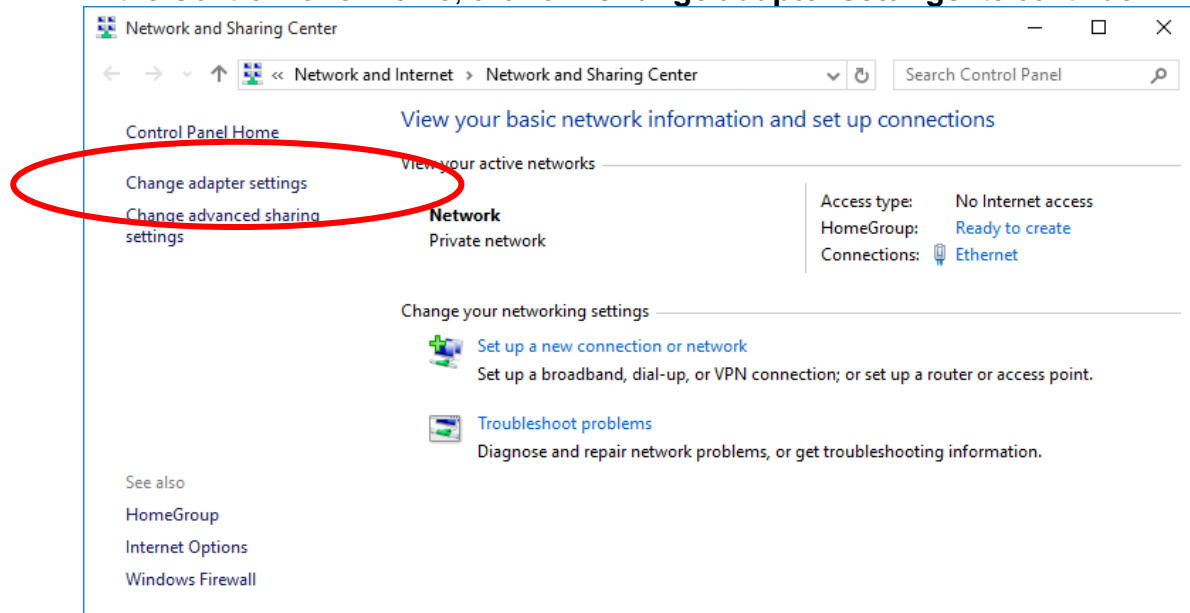 Network and Sharing Center
« Network and Internet > Network and Sharing Center
Search Control Panel
Control Panel Home
Change adapter settings
Change advanced sharing
settings
See also
HomeGroup
Internet Options
Windows Firewall
View your basic network information and set up connections
View your active networks
Network
Private network
Access type: No Internet access
HomeGroup: Ready to create
Connections: Ethernet
Change your networking settings
Set up a new connection or network
Set up a broadband, dial-up, or VPN connection; or set up a router or access point.
Troubleshoot problems
Diagnose and repair network problems, or get troubleshooting information.